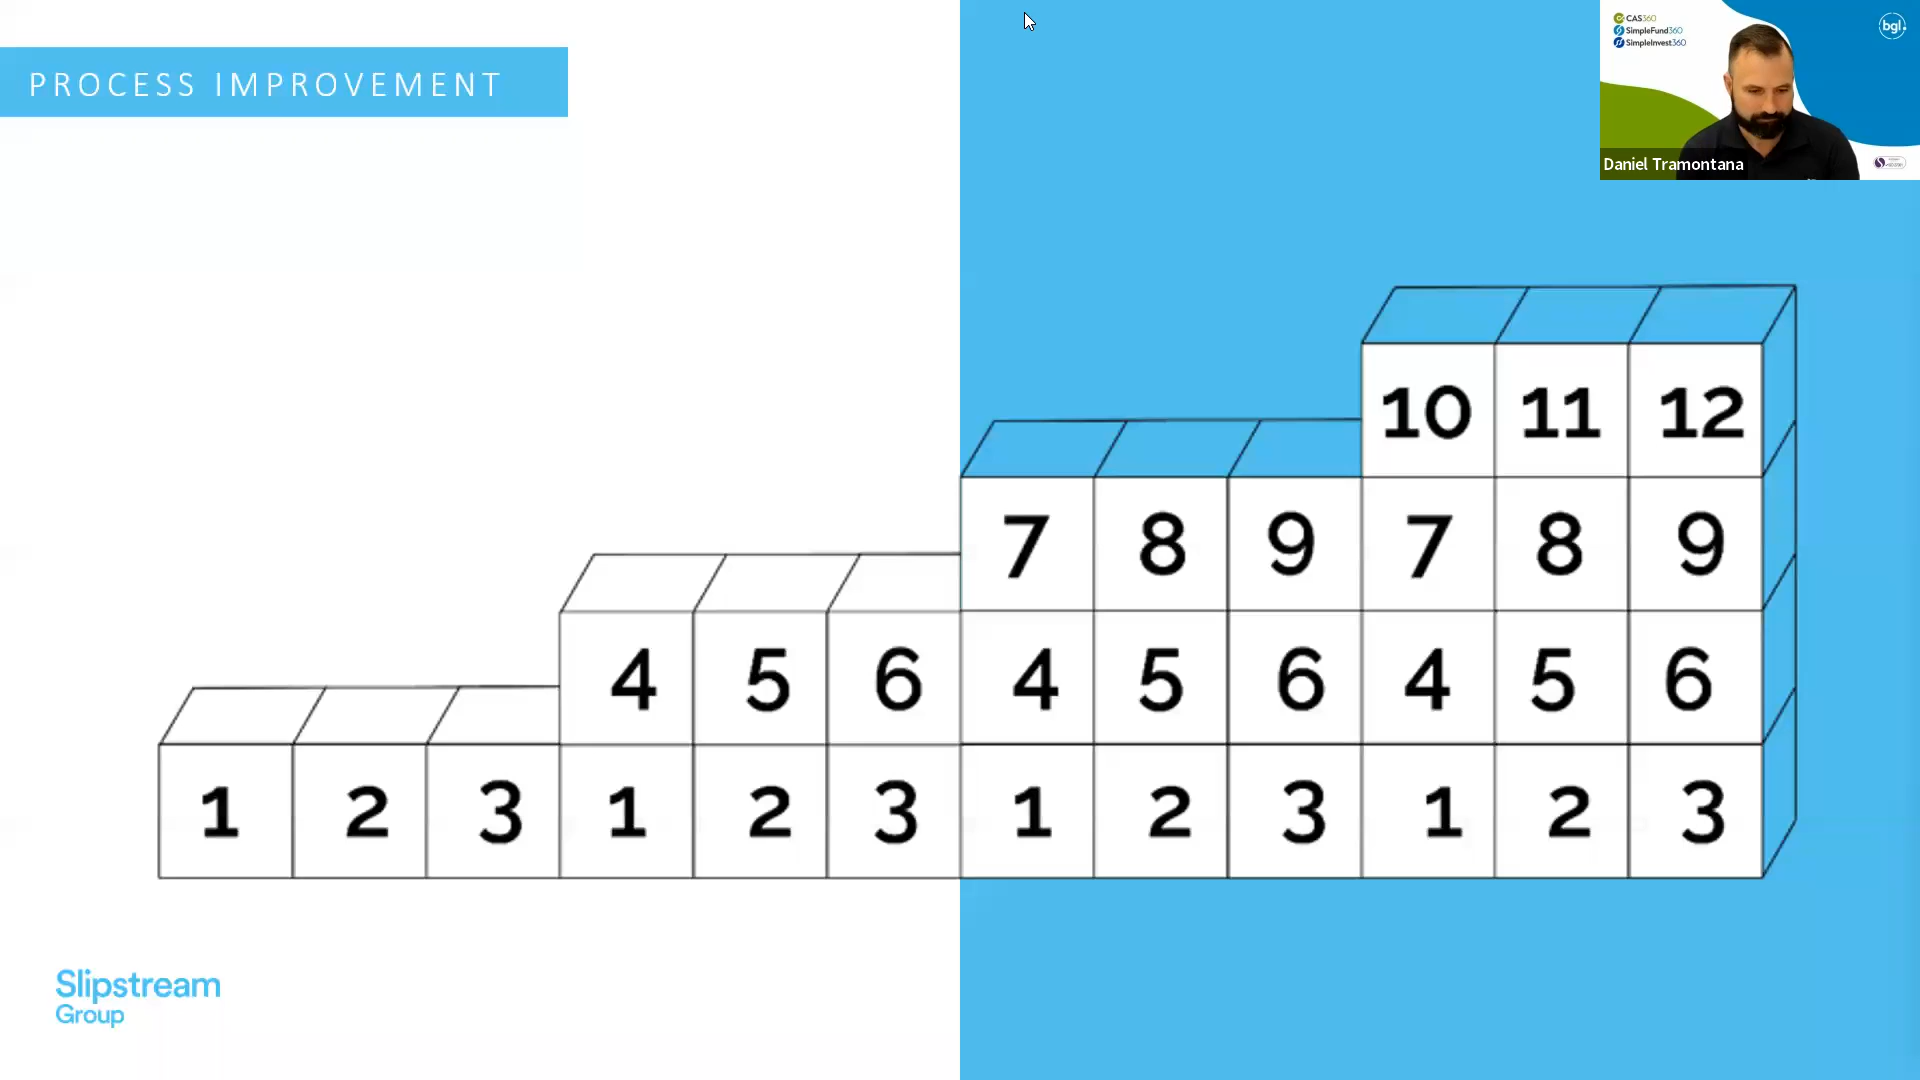 PROCESS IMPROVEMENT
CAS360
SimpleFund360
SimpleInvest360
bgl.
Daniel Tramontana
10 11 12
7 8 9 7 8 9
4 5 6 4 5 6 4 5 6
1 2 3 1 2 3 1 2 3 1 2 3
Slipstream
Group